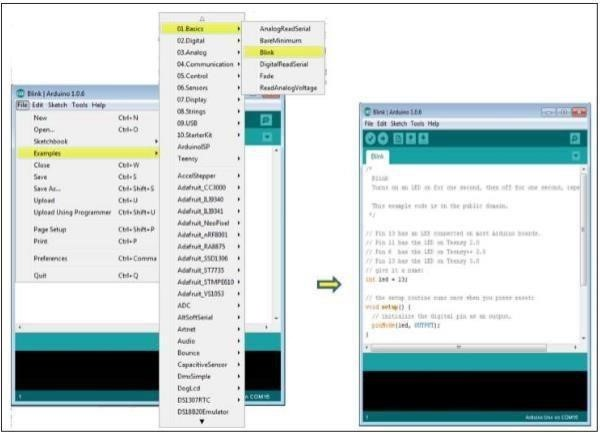 Blink | Arduino 1.0.6
File Edit Sketch Tools Help
New Ctrl+N
Open... Ctrl+O
Sketchbook
Examples
Close Ctrl+W
Save Ctrl+S
Save As... Ctrl+Shift+S
Upload Ctrl+U
Upload Using Programmer Ctrl+Shift+U
Page Setup Ctrl+Shift+P
Print Ctrl+P
Preferences Ctrl+Comma
Quit Ctrl+Q
1
o Uno on COM16
01.Basics
02.Digital
03.Analog
04.Communication
05.Control
06.Sensors
07.Display
08.Strings
09.USB
10.StarterKit
ArduinoISP
Teensy
AccelStepper
Adafruit_CC3000
Adafruit_ILI9340
Adafruit_ILI9341
Adafruit_NeoPixel
Adafruit_nRF8001
Adafruit_RA8875
Adafruit_SSD1306
Adafruit_ST7735
Adafruit_STMPE610
Adafruit_VS1053
ADC
AltSoftSerial
Artnet
Audio
Bounce
CapacitiveSensor
DmxSimple
DogLcd
DS1307RTC
DS18B20Emulator
AnalogReadSerial
BareMinimum
Blink
DigitalReadSerial
Fade
ReadAnalogVoltage
Blink | Arduino 1.0.6
File Edit Sketch Tools Help
Blink
/*
Blink
Turns on an LED on for one second, then off for one second, repe
This example code is in the public domain.
*/
// Pin 13 has an LED connected on most Arduino boards.
// Pin 11 has the LED on Teensy 2.0
// Pin 6 has the LED on Teensy++ 2.0
// Pin 13 has the LED on Teensy 3.0
// give it a name:
int led = 13;
// the setup routine runs once when you press reset:
void setup() {
// initialize the digital pin as an output.
pinMode(led, OUTPUT);
}
1
Arduino Uno on COM16